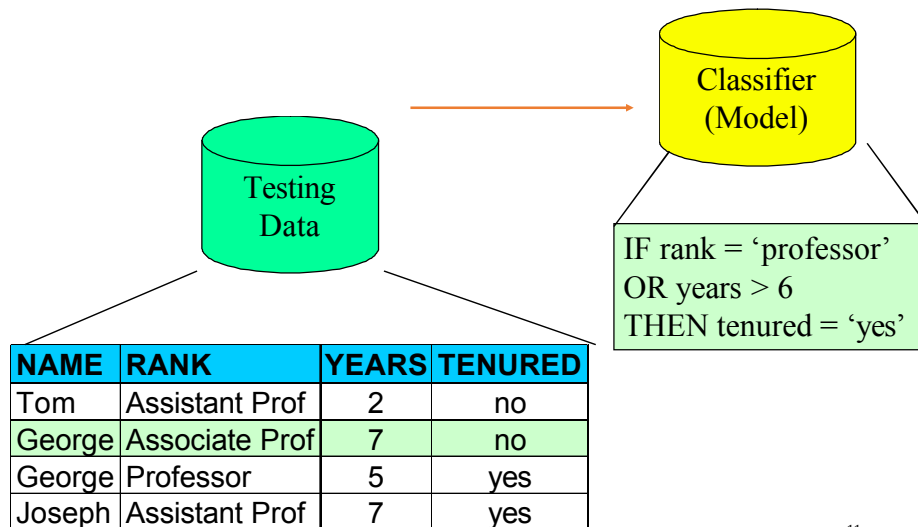 Classifier
(Model)
Testing
Data
IF rank = ‘professor’
OR years > 6
THEN tenured = ‘yes’
NAME RANK YEARS TENURED
Tom Assistant Prof 2 no
George Associate Prof 7 no
George Professor 5 yes
Joseph Assistant Prof 7 yes